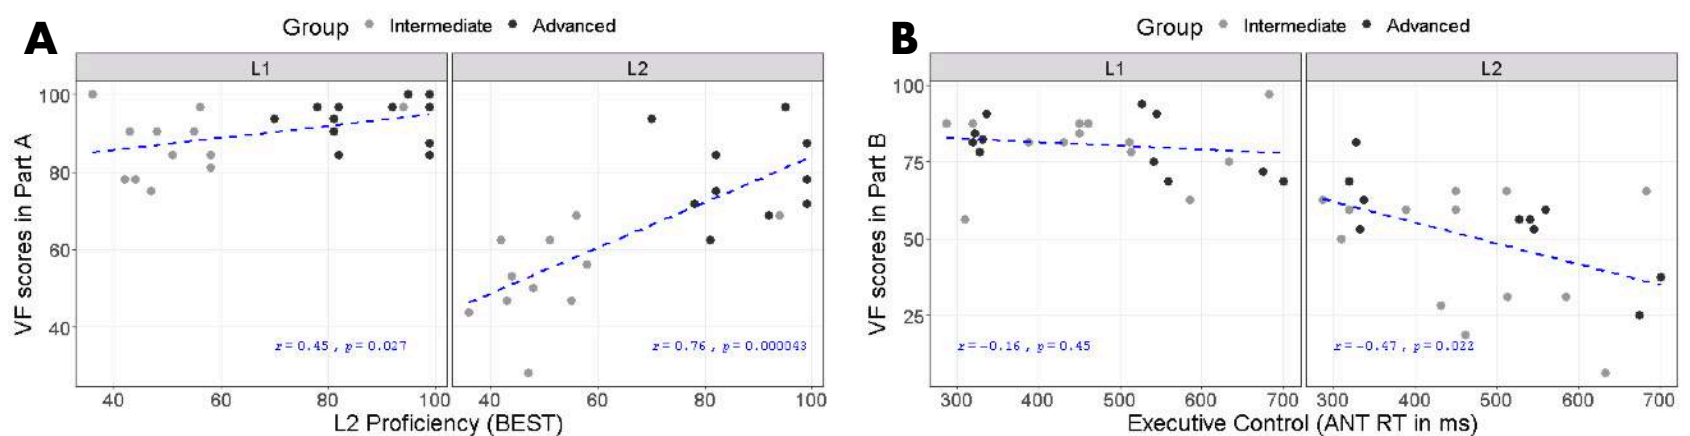 A
Group Intermediate Advanced
L1
L2
VF scores in Part A
100
80
60
40
r = 0.45 , p = 0.027
r = 0.76 , p = 0.000043
40 60 80 100
40 60 80 100
L2 Proficiency (BEST)
B
Group Intermediate Advanced
L1
L2
VF scores in Part B
100
75
50
25
r = −0.16 , p = 0.45
r = −0.47 , p = 0.022
300 400 500 600 700
300 400 500 600 700
Executive Control (ANT RT in ms)